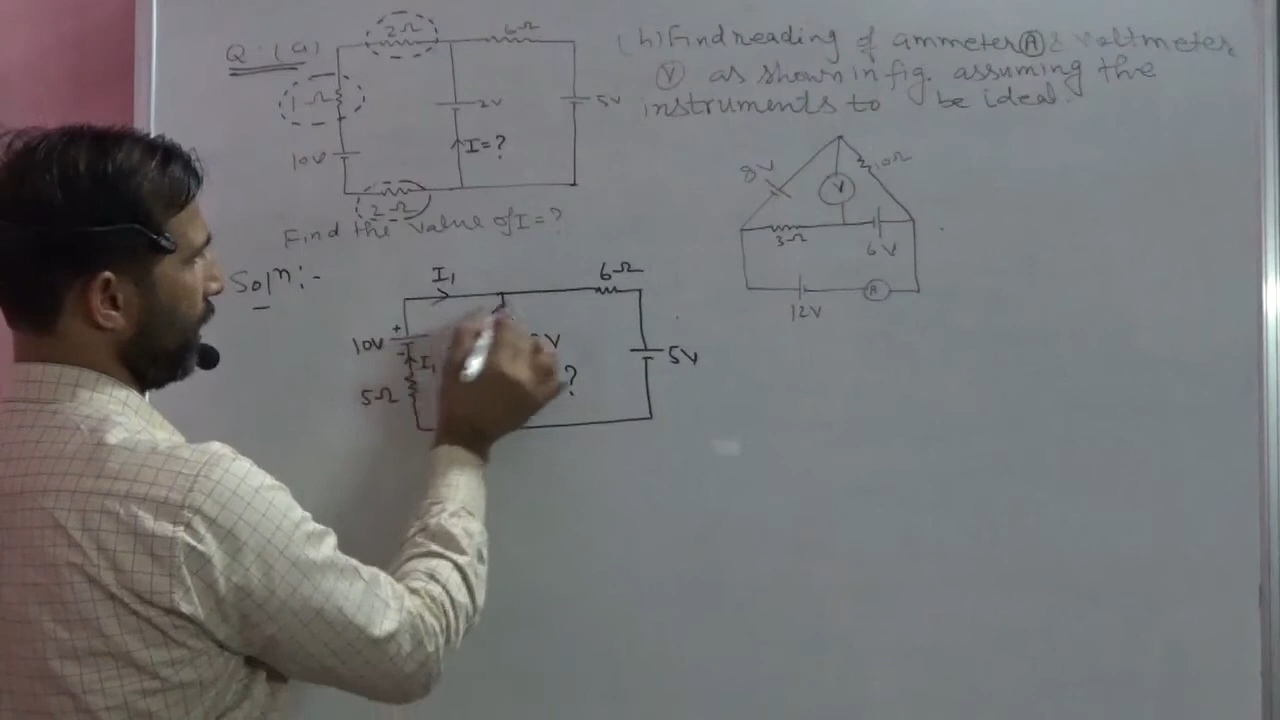 Q. (a)
2Ω
6Ω
1Ω
2V
5V
10V
I=?
2Ω
Find the value of I=?
(b) Find reading of ammeter (A) & voltmeter
(V) as shown in fig. assuming the
instruments to be ideal.
8V
10Ω
V
3Ω
6V
12V
A
Solⁿ:-
I₁
6Ω
+
10V
-
I₁
5Ω
V
?
5V